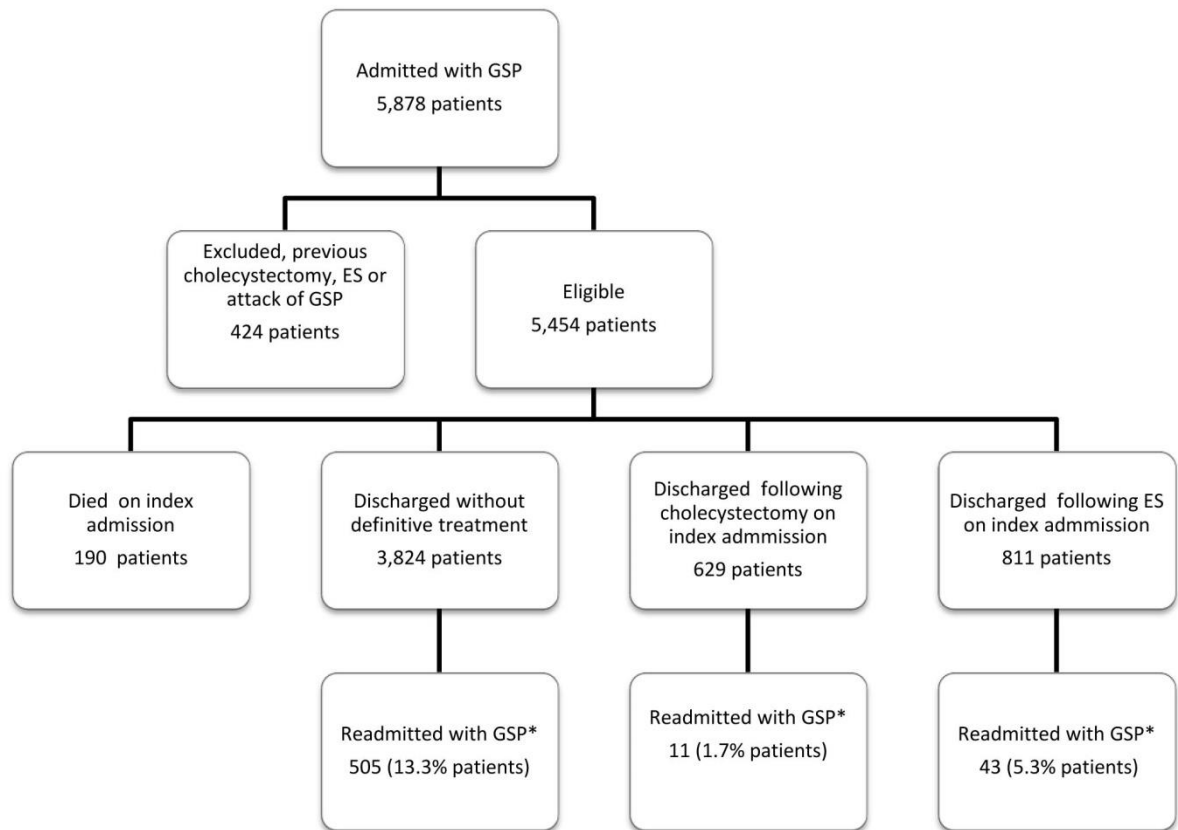 Admitted with GSP
5,878 patients
Excluded, previous
cholecystectomy, ES or
attack of GSP
424 patients
Eligible
5,454 patients
Died on index
admission
190 patients
Discharged without
definitive treatment
3,824 patients
Discharged following
cholecystectomy on
index admmission
629 patients
Discharged following ES
on index admmission
811 patients
Readmitted with GSP*
505 (13.3% patients)
Readmitted with GSP*
11 (1.7% patients)
Readmitted with GSP*
43 (5.3% patients)